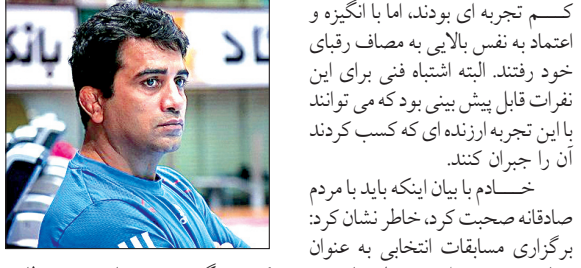 کـــم تجربه ای بودند، اما با انگیزه و
اعتماد به نفس بالایی به مصاف رقبای
خود رفتند. البته اشتباه فنی برای این
نفرات قابل پیش بینی بود که می توانند
با این تجربه ارزنده ای که کسب کردند
آن را جبران کنند.
خـــادم با بیان اینکه باید با مردم
صادقانه صحبت کرد، خاطر نشان کرد:
برگزاری مسابقات انتخابی به عنوان